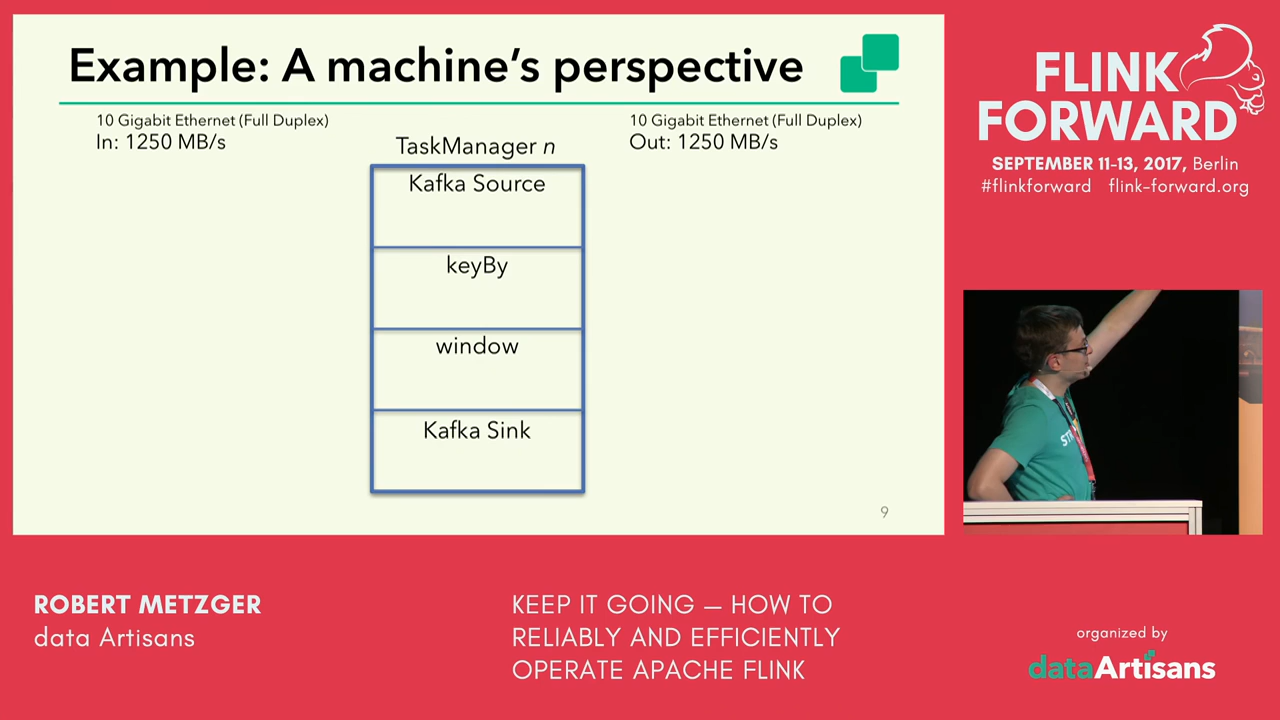 Example: A machine's perspective
10 Gigabit Ethernet (Full Duplex)
In: 1250 MB/s
10 Gigabit Ethernet (Full Duplex)
Out: 1250 MB/s
TaskManager n
Kafka Source
keyBy
window
Kafka Sink
9
FLINK
FORWARD
SEPTEMBER 11-13, 2017, Berlin
#flinkforward flink-forward.org
ROBERT METZGER
data Artisans
KEEP IT GOING — HOW TO
RELIABLY AND EFFICIENTLY
OPERATE APACHE FLINK
organized by
dataArtisans